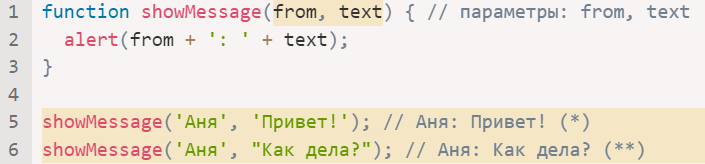 1 function showMessage(from, text) { // параметры: from, text
2   alert(from + ': ' + text);
3 }
4
5 showMessage('Аня', 'Привет!'); // Аня: Привет! (*)
6 showMessage('Аня', "Как дела?"); // Аня: Как дела? (**)